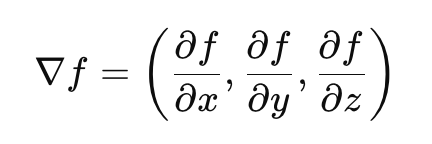 ∇f = (∂f/∂x, ∂f/∂y, ∂f/∂z)